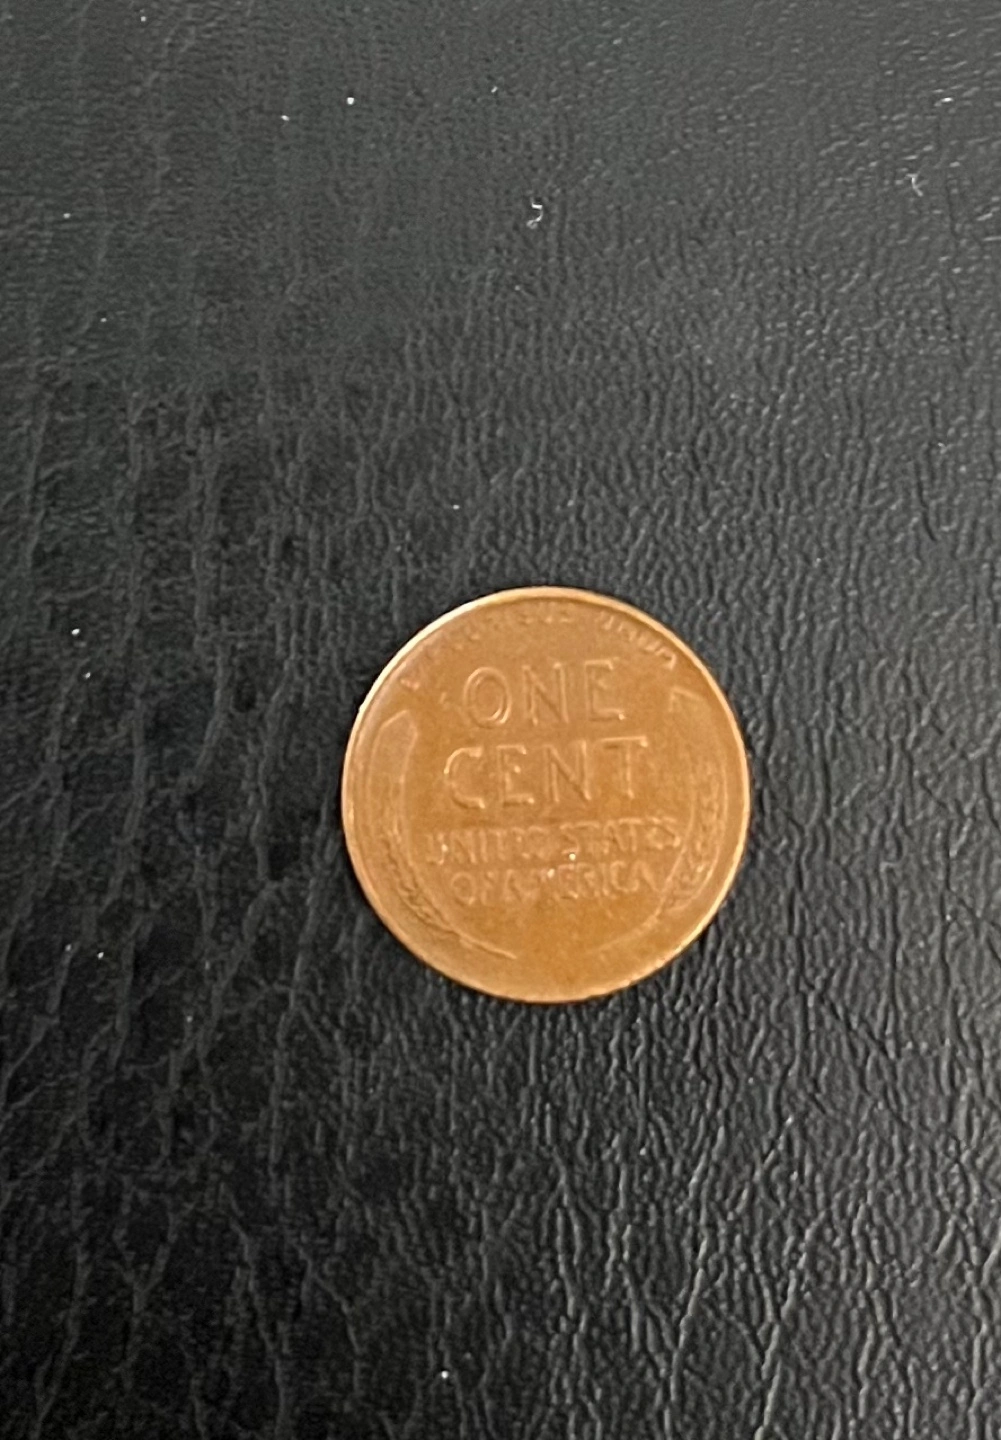 ONE
CENT
UNITED STATES
OF AMERICA